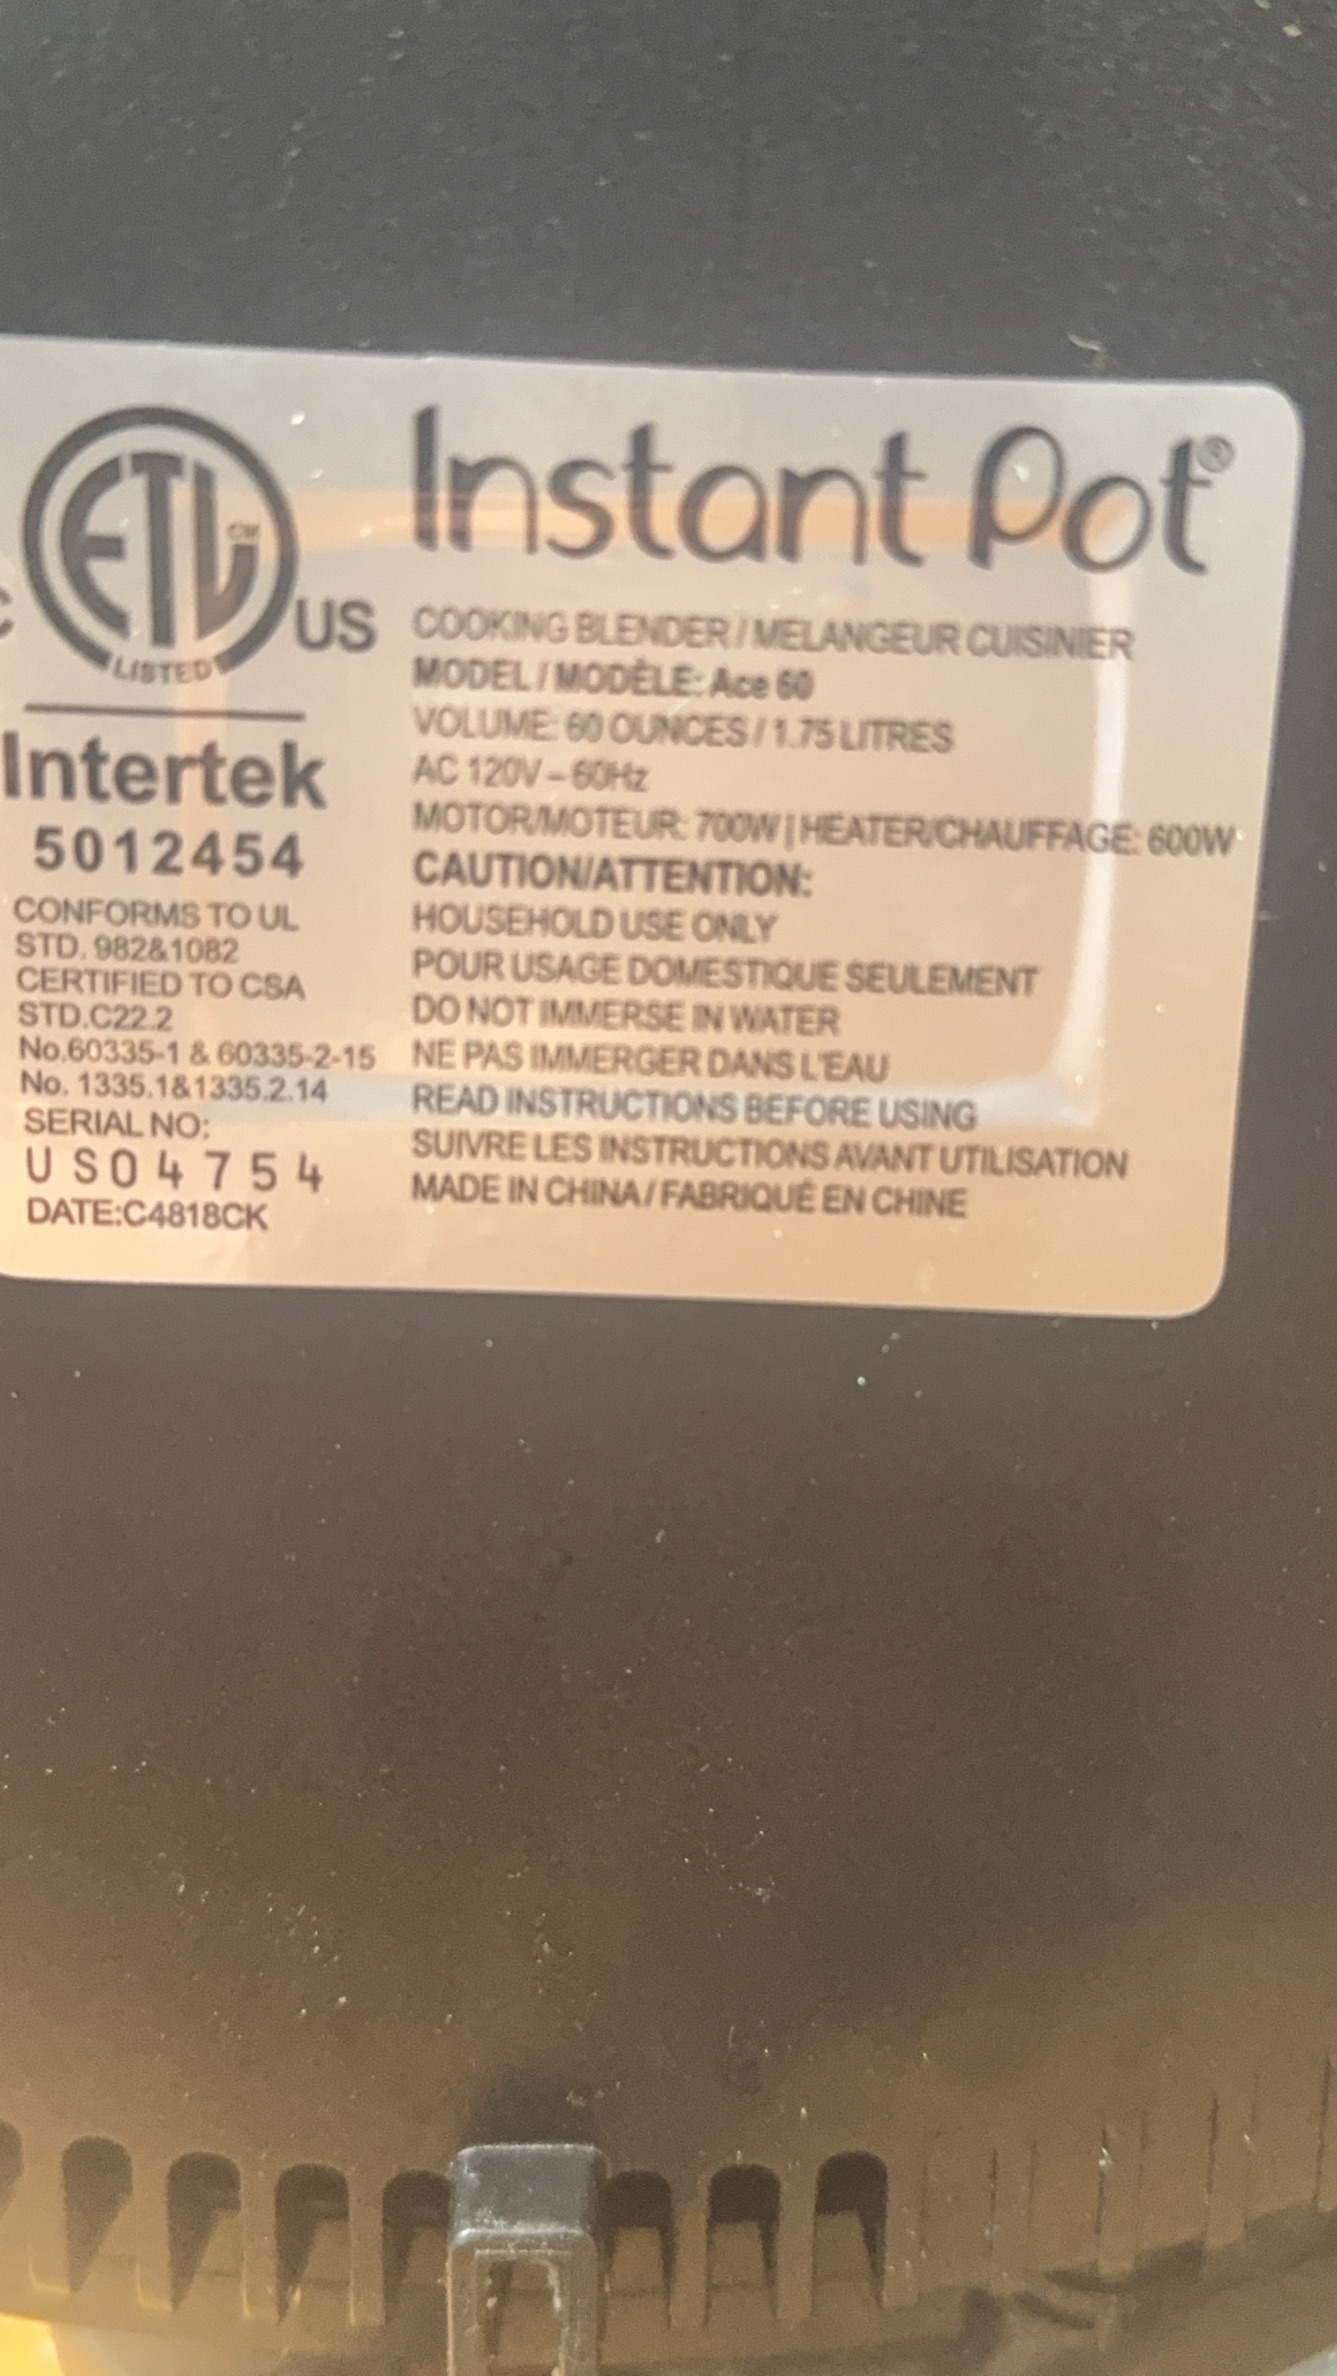 ETL CM
LISTED
US
Intertek
5012454
CONFORMS TO UL
STD. 982&1082
CERTIFIED TO CSA
STD.C22.2
No.60335-1 & 60335-2-15
No. 1335.1&1335.2.14
SERIAL NO:
US04754
DATE:C4818CK
Instant Pot®
COOKING BLENDER / MELANGEUR CUISINIER
MODEL / MODÈLE: Ace 60
VOLUME: 60 OUNCES / 1.75 LITRES
AC 120V – 60Hz
MOTOR/MOTEUR: 700W | HEATER/CHAUFFAGE: 600W
CAUTION/ATTENTION:
HOUSEHOLD USE ONLY
POUR USAGE DOMESTIQUE SEULEMENT
DO NOT IMMERSE IN WATER
NE PAS IMMERGER DANS L'EAU
READ INSTRUCTIONS BEFORE USING
SUIVRE LES INSTRUCTIONS AVANT UTILISATION
MADE IN CHINA / FABRIQUÉ EN CHINE